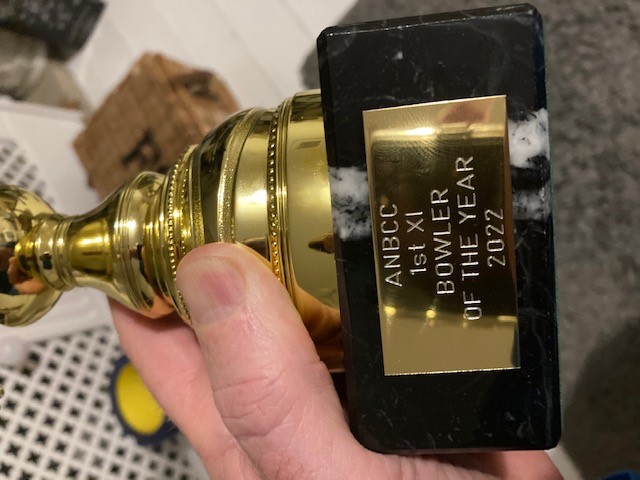 ANBCC
1st XI
BOWLER
OF THE YEAR
2022